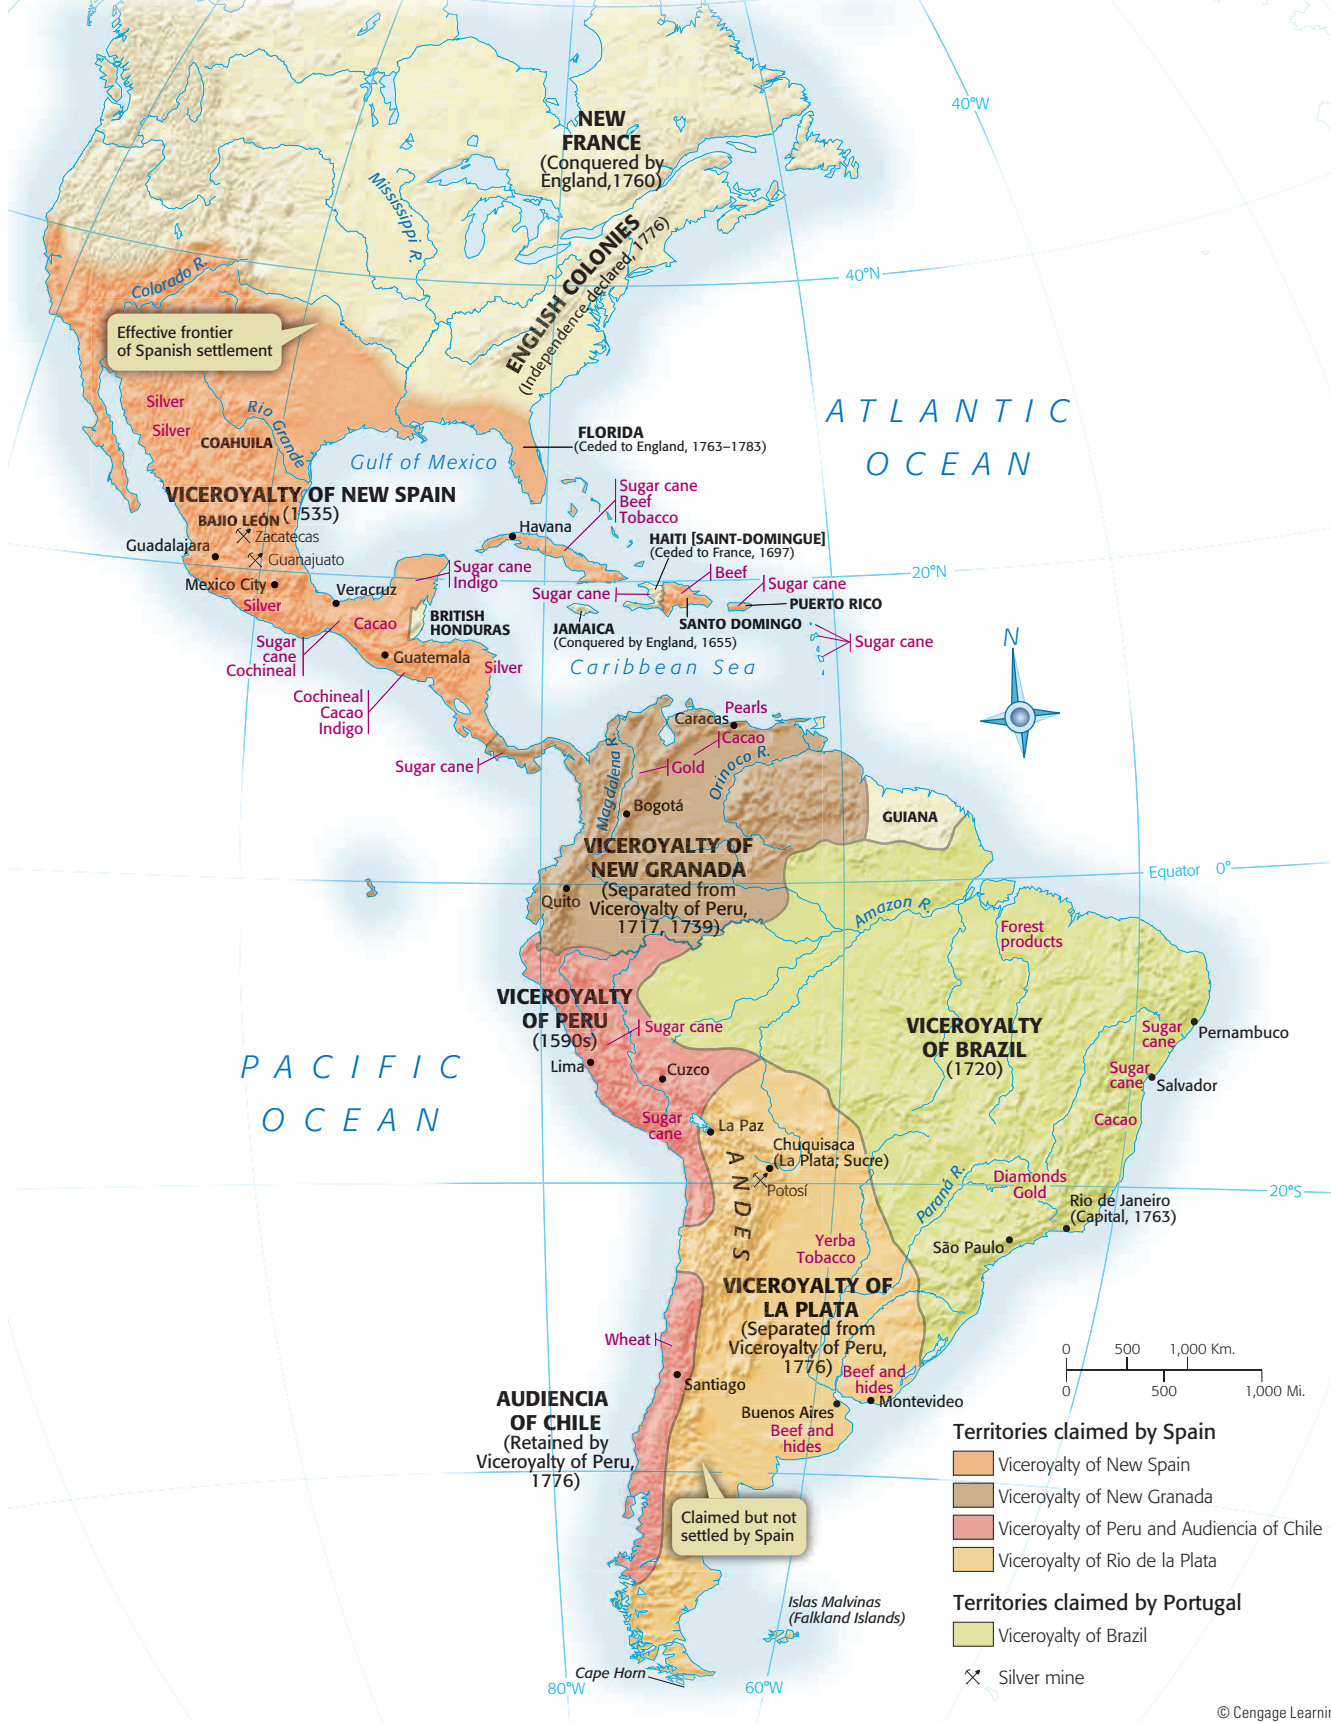 40°W
NEW
FRANCE
(Conquered by
England,1760)
Mississippi R.
ENGLISH COLONIES
(Independence declared, 1776)
40°N
Colorado R.
Effective frontier
of Spanish settlement
ATLANTIC
OCEAN
Silver
Silver
Rio Grande
COAHUILA
FLORIDA
(Ceded to England, 1763–1783)
Gulf of Mexico
VICEROYALTY OF NEW SPAIN
(1535)
BAJIO LEÓN
Zacatecas
Guadalajara
Guanajuato
Mexico City
Silver
Veracruz
Sugar cane
Beef
Tobacco
Havana
HAITI [SAINT-DOMINGUE]
(Ceded to France, 1697)
Beef
20°N
Sugar cane
Indigo
Sugar cane
Sugar cane
PUERTO RICO
SANTO DOMINGO
JAMAICA
(Conquered by England, 1655)
Sugar cane
BRITISH
HONDURAS
Cacao
Sugar
cane
Cochineal
Guatemala
Silver
Caribbean Sea
N
Cochineal
Cacao
Indigo
Sugar cane
Pearls
Caracas
Cacao
Gold
Magdalena R.
Orinoco R.
Bogotá
GUIANA
VICEROYALTY OF
NEW GRANADA
(Separated from
Viceroyalty of Peru,
1717, 1739)
Quito
Equator 0°
Amazon R.
Forest
products
VICEROYALTY
OF PERU
(1590s)
Sugar cane
Lima
Cuzco
VICEROYALTY
OF BRAZIL
(1720)
Sugar
cane
Pernambuco
Sugar
cane
Salvador
Cacao
PACIFIC
OCEAN
Sugar
cane
La Paz
Chuquisaca
(La Plata; Sucre)
Potosí
ANDES
Paraná R.
Diamonds
Gold
20°S
Rio de Janeiro
(Capital, 1763)
São Paulo
Yerba
Tobacco
VICEROYALTY OF
LA PLATA
(Separated from
Viceroyalty of Peru,
1776)
Wheat
Santiago
Beef and
hides
Montevideo
Buenos Aires
Beef and
hides
AUDIENCIA
OF CHILE
(Retained by
Viceroyalty of Peru,
1776)
Claimed but not
settled by Spain
Islas Malvinas
(Falkland Islands)
Cape Horn
80°W
60°W
0 500 1,000 Km.
0 500 1,000 Mi.
Territories claimed by Spain
Viceroyalty of New Spain
Viceroyalty of New Granada
Viceroyalty of Peru and Audiencia of Chile
Viceroyalty of Rio de la Plata
Territories claimed by Portugal
Viceroyalty of Brazil
Silver mine
© Cengage Learnin